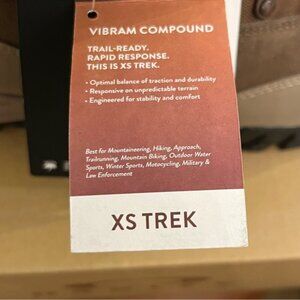 VIBRAM COMPOUND
TRAIL-READY.
RAPID RESPONSE.
THIS IS XS TREK.
• Optimal balance of traction and durability
• Responsive on unpredictable terrain
• Engineered for stability and comfort
Best for Mountaineering, Hiking, Approach,
Trailrunning, Mountain Biking, Outdoor Water
Sports, Winter Sports, Motocycling, Military &
Law Enforcement
XS TREK